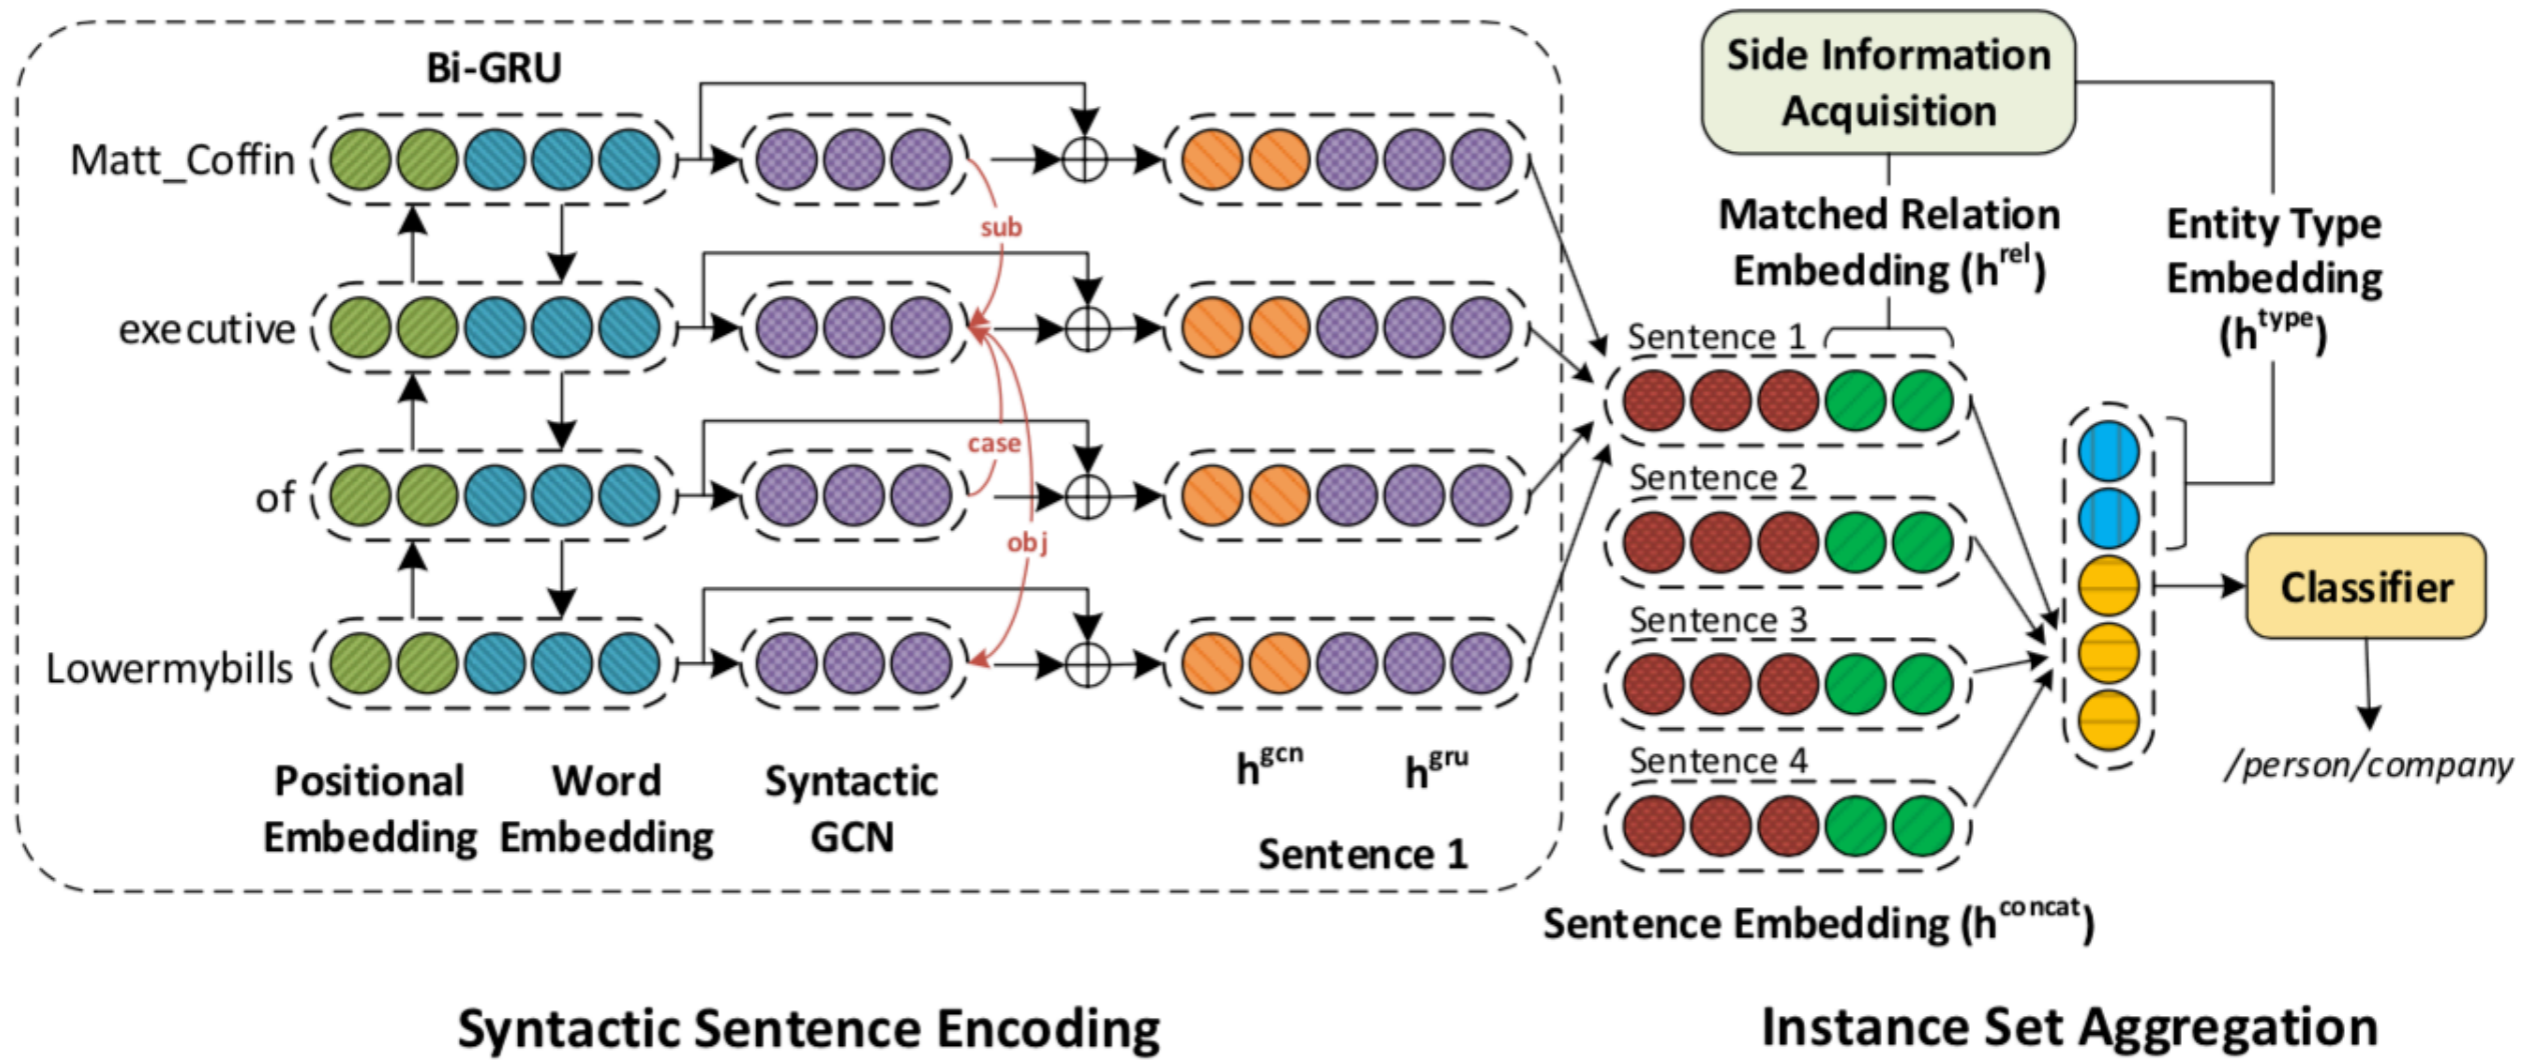 Bi-GRU
Matt_Coffin
executive
of
Lowermybills
sub
case
obj
Positional
Embedding
Word
Embedding
Syntactic
GCN
h^gcn
h^gru
Sentence 1
Side Information
Acquisition
Matched Relation
Embedding (h^rel)
Entity Type
Embedding
(h^type)
Sentence 1
Sentence 2
Sentence 3
Sentence 4
Sentence Embedding (h^concat)
Classifier
/person/company
Syntactic Sentence Encoding
Instance Set Aggregation